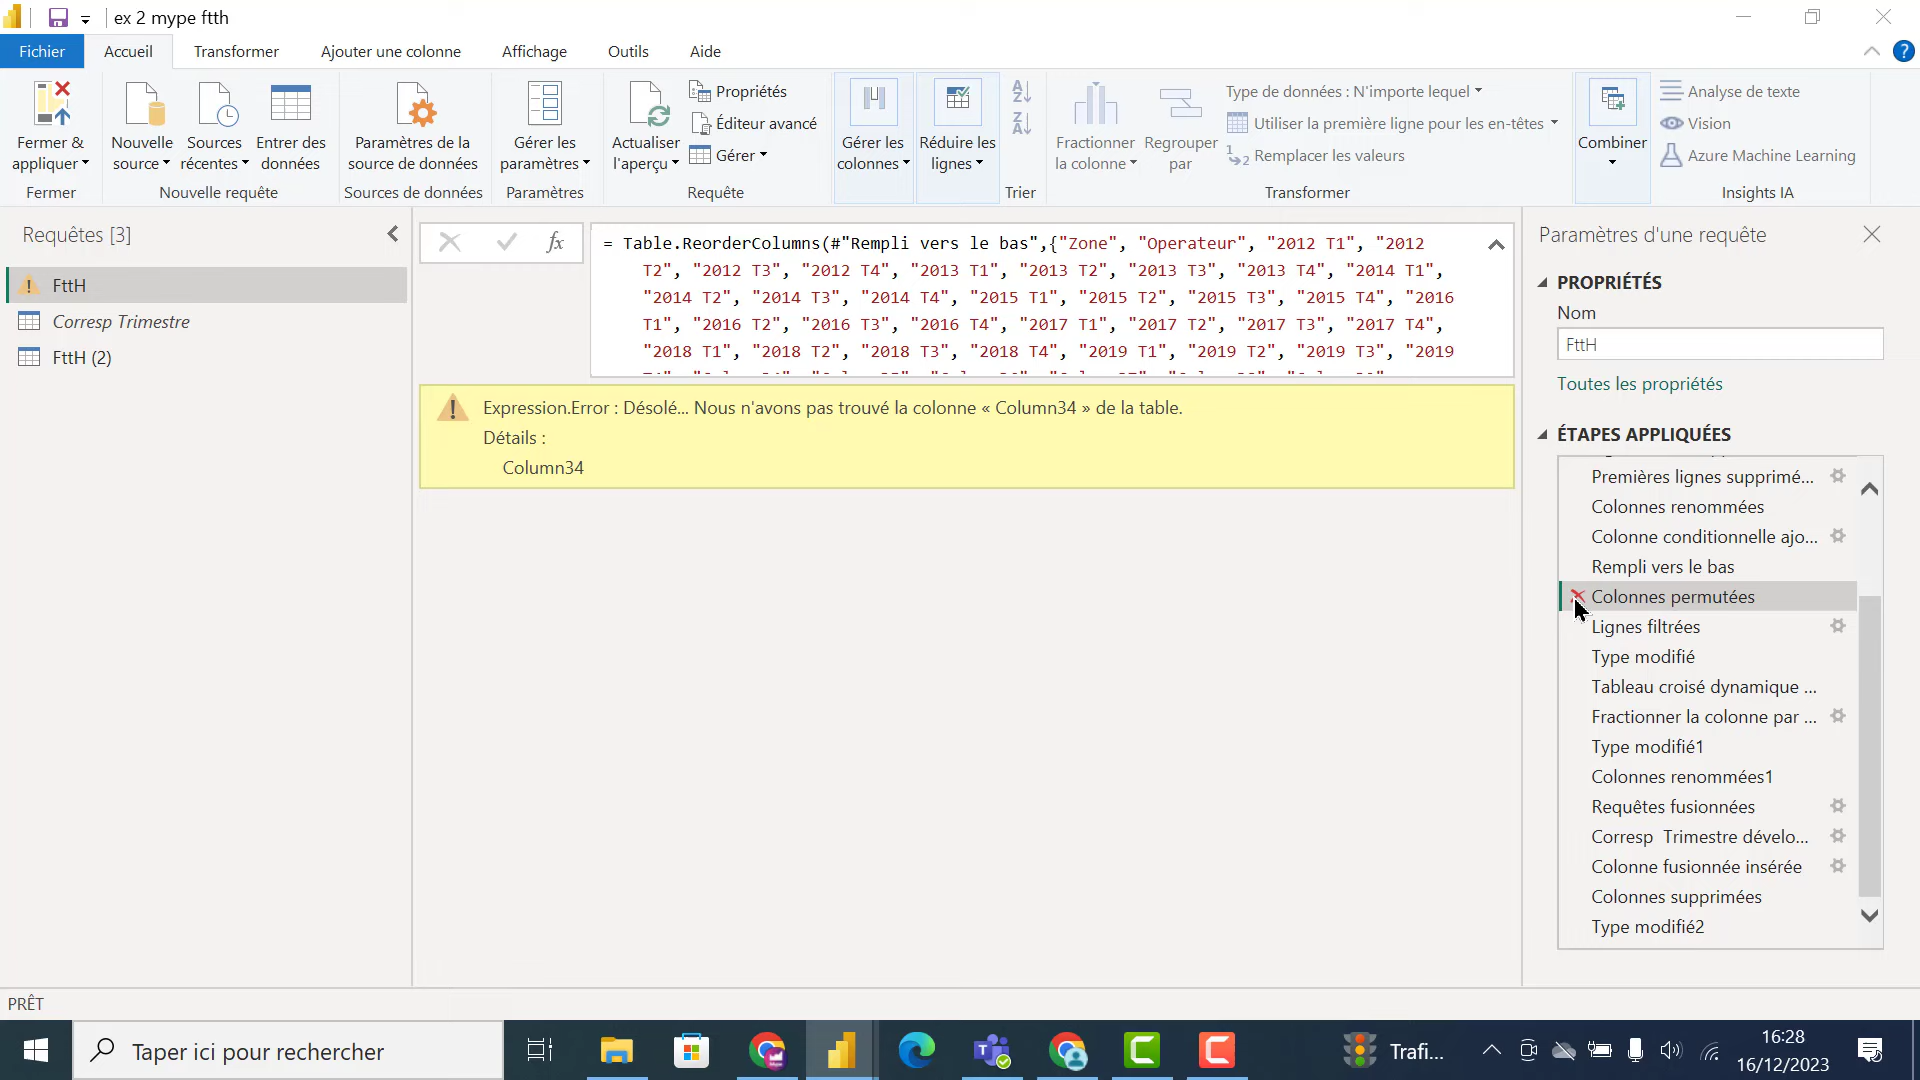 ex 2 mype ftth
Fichier
Accueil
Transformer
Ajouter une colonne
Affichage
Outils
Aide
?
Fermer &
appliquer
Fermer
Nouvelle
source
Sources
récentes
Entrer des
données
Nouvelle requête
Paramètres de la
source de données
Sources de données
Gérer les
paramètres
Paramètres
Actualiser
l'aperçu
Propriétés
Éditeur avancé
Gérer
Requête
Gérer les
colonnes
Réduire les
lignes
Trier
Fractionner
la colonne
Regrouper
par
Type de données : N'importe lequel
Utiliser la première ligne pour les en-têtes
Remplacer les valeurs
Transformer
Combiner
Analyse de texte
Vision
Azure Machine Learning
Insights IA
Requêtes [3]
FttH
Corresp Trimestre
FttH (2)
fx
= Table.ReorderColumns(#"Rempli vers le bas",{"Zone", "Operateur", "2012 T1", "2012
T2", "2012 T3", "2012 T4", "2013 T1", "2013 T2", "2013 T3", "2013 T4", "2014 T1",
"2014 T2", "2014 T3", "2014 T4", "2015 T1", "2015 T2", "2015 T3", "2015 T4", "2016
T1", "2016 T2", "2016 T3", "2016 T4", "2017 T1", "2017 T2", "2017 T3", "2017 T4",
"2018 T1", "2018 T2", "2018 T3", "2018 T4", "2019 T1", "2019 T2", "2019 T3", "2019
Expression.Error : Désolé... Nous n'avons pas trouvé la colonne « Column34 » de la table.
Détails :
Column34
Paramètres d'une requête
PROPRIÉTÉS
Nom
FttH
Toutes les propriétés
ÉTAPES APPLIQUÉES
Premières lignes supprimé...
Colonnes renommées
Colonne conditionnelle ajo...
Rempli vers le bas
Colonnes permutées
Lignes filtrées
Type modifié
Tableau croisé dynamique ...
Fractionner la colonne par ...
Type modifié1
Colonnes renommées1
Requêtes fusionnées
Corresp Trimestre dévelo...
Colonne fusionnée insérée
Colonnes supprimées
Type modifié2
PRÊT
Taper ici pour rechercher
Trafi...
16:28
16/12/2023